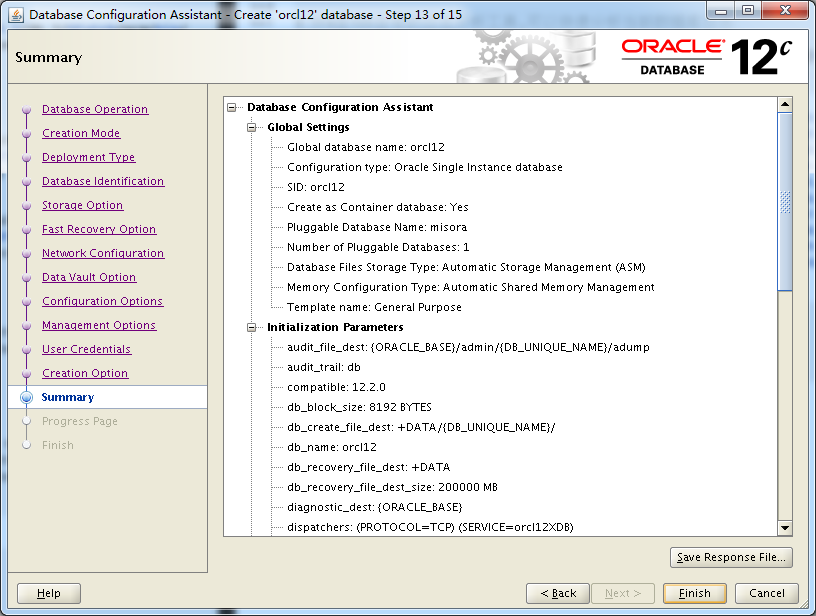 Database Configuration Assistant - Create 'orcl12' database - Step 13 of 15
Summary
ORACLE®
DATABASE
12c
Database Operation
Creation Mode
Deployment Type
Database Identification
Storage Option
Fast Recovery Option
Network Configuration
Data Vault Option
Configuration Options
Management Options
User Credentials
Creation Option
Summary
Progress Page
Finish
Database Configuration Assistant
Global Settings
Global database name: orcl12
Configuration type: Oracle Single Instance database
SID: orcl12
Create as Container database: Yes
Pluggable Database Name: misora
Number of Pluggable Databases: 1
Database Files Storage Type: Automatic Storage Management (ASM)
Memory Configuration Type: Automatic Shared Memory Management
Template name: General Purpose
Initialization Parameters
audit_file_dest: {ORACLE_BASE}/admin/{DB_UNIQUE_NAME}/adump
audit_trail: db
compatible: 12.2.0
db_block_size: 8192 BYTES
db_create_file_dest: +DATA/{DB_UNIQUE_NAME}/
db_name: orcl12
db_recovery_file_dest: +DATA
db_recovery_file_dest_size: 200000 MB
diagnostic_dest: {ORACLE_BASE}
dispatchers: (PROTOCOL=TCP) (SERVICE=orcl12XDB)
Save Response File...
Help
< Back
Next >
Finish
Cancel